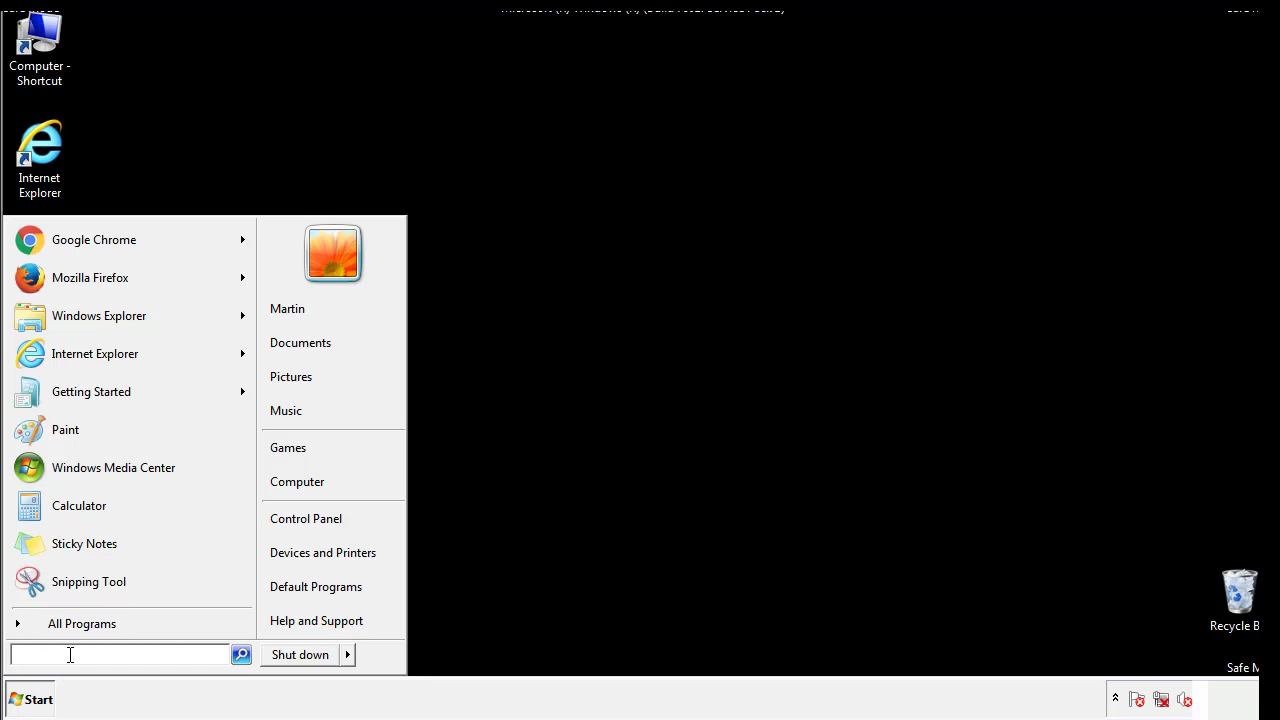 Computer -
Shortcut
Internet
Explorer
Google Chrome
Mozilla Firefox
Windows Explorer
Internet Explorer
Getting Started
Paint
Windows Media Center
Calculator
Sticky Notes
Snipping Tool
All Programs
Martin
Documents
Pictures
Music
Games
Computer
Control Panel
Devices and Printers
Default Programs
Help and Support
Shut down
Recycle B
Safe M
Start